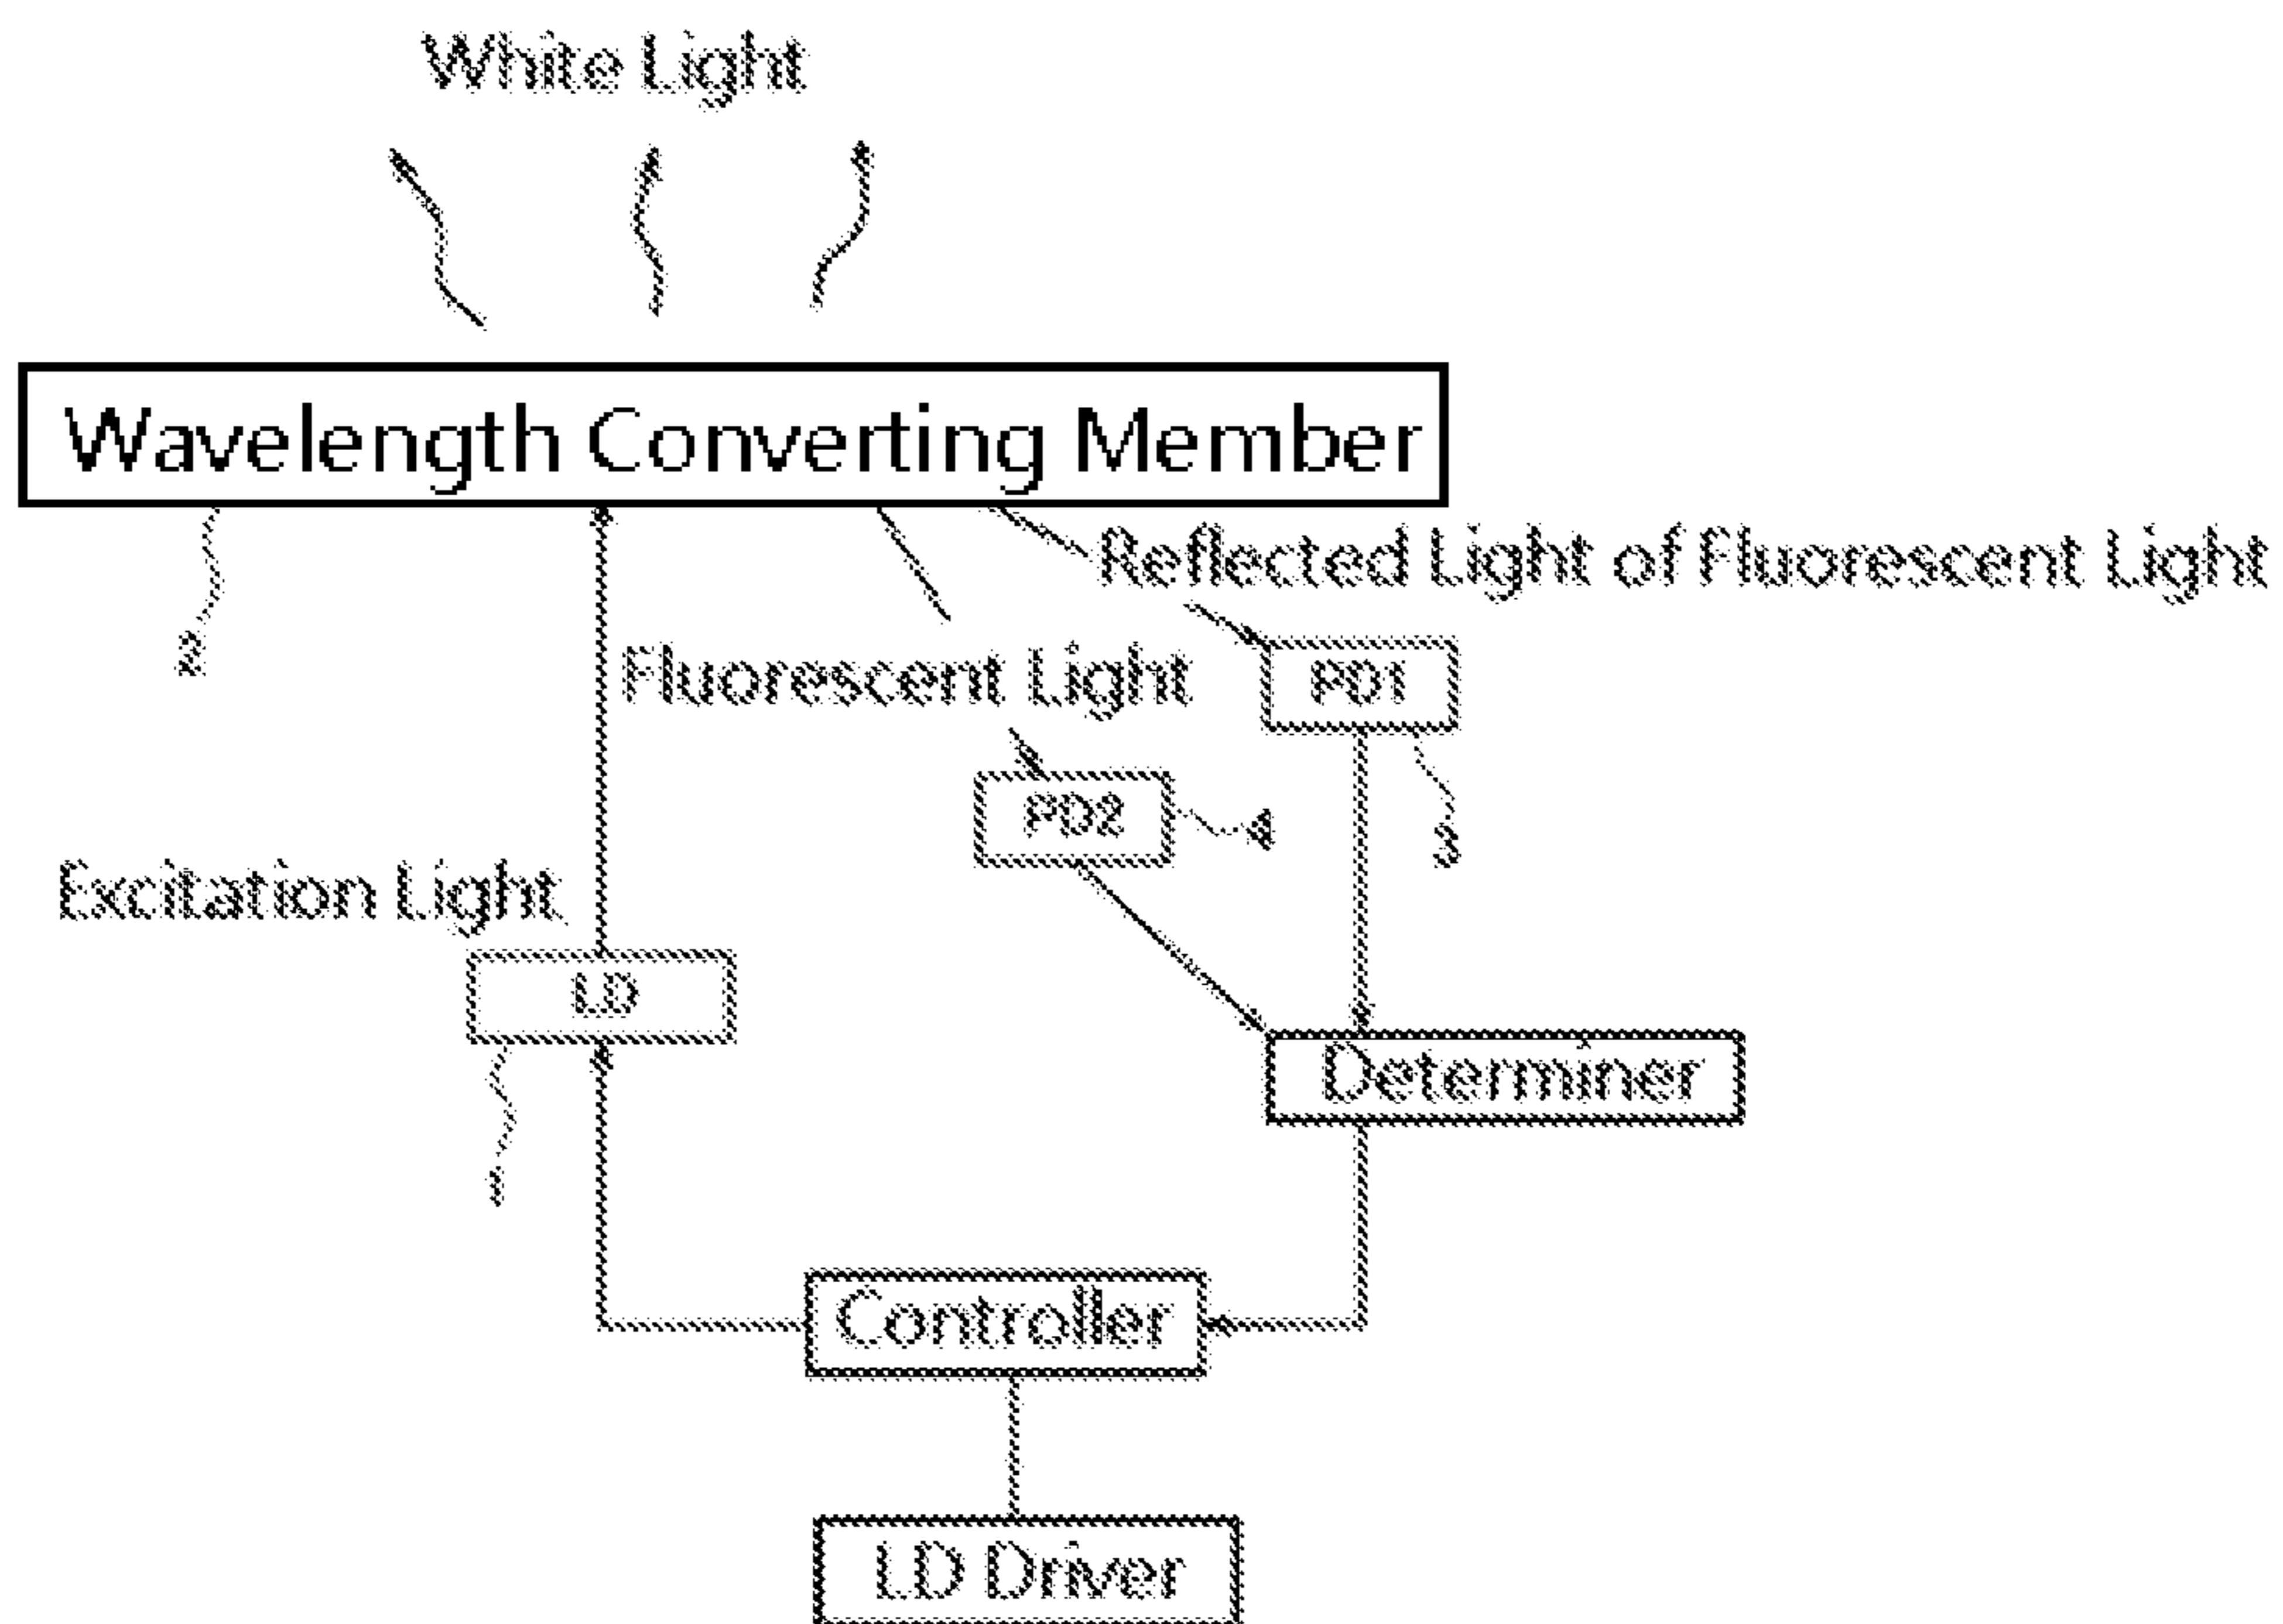 White Light
Wavelength Converting Member
Reflected Light of Fluorescent Light
2
Fluorescent Light
PD1
PD2
4
3
Excitation Light
LD
Determiner
1
Controller
LD Driver